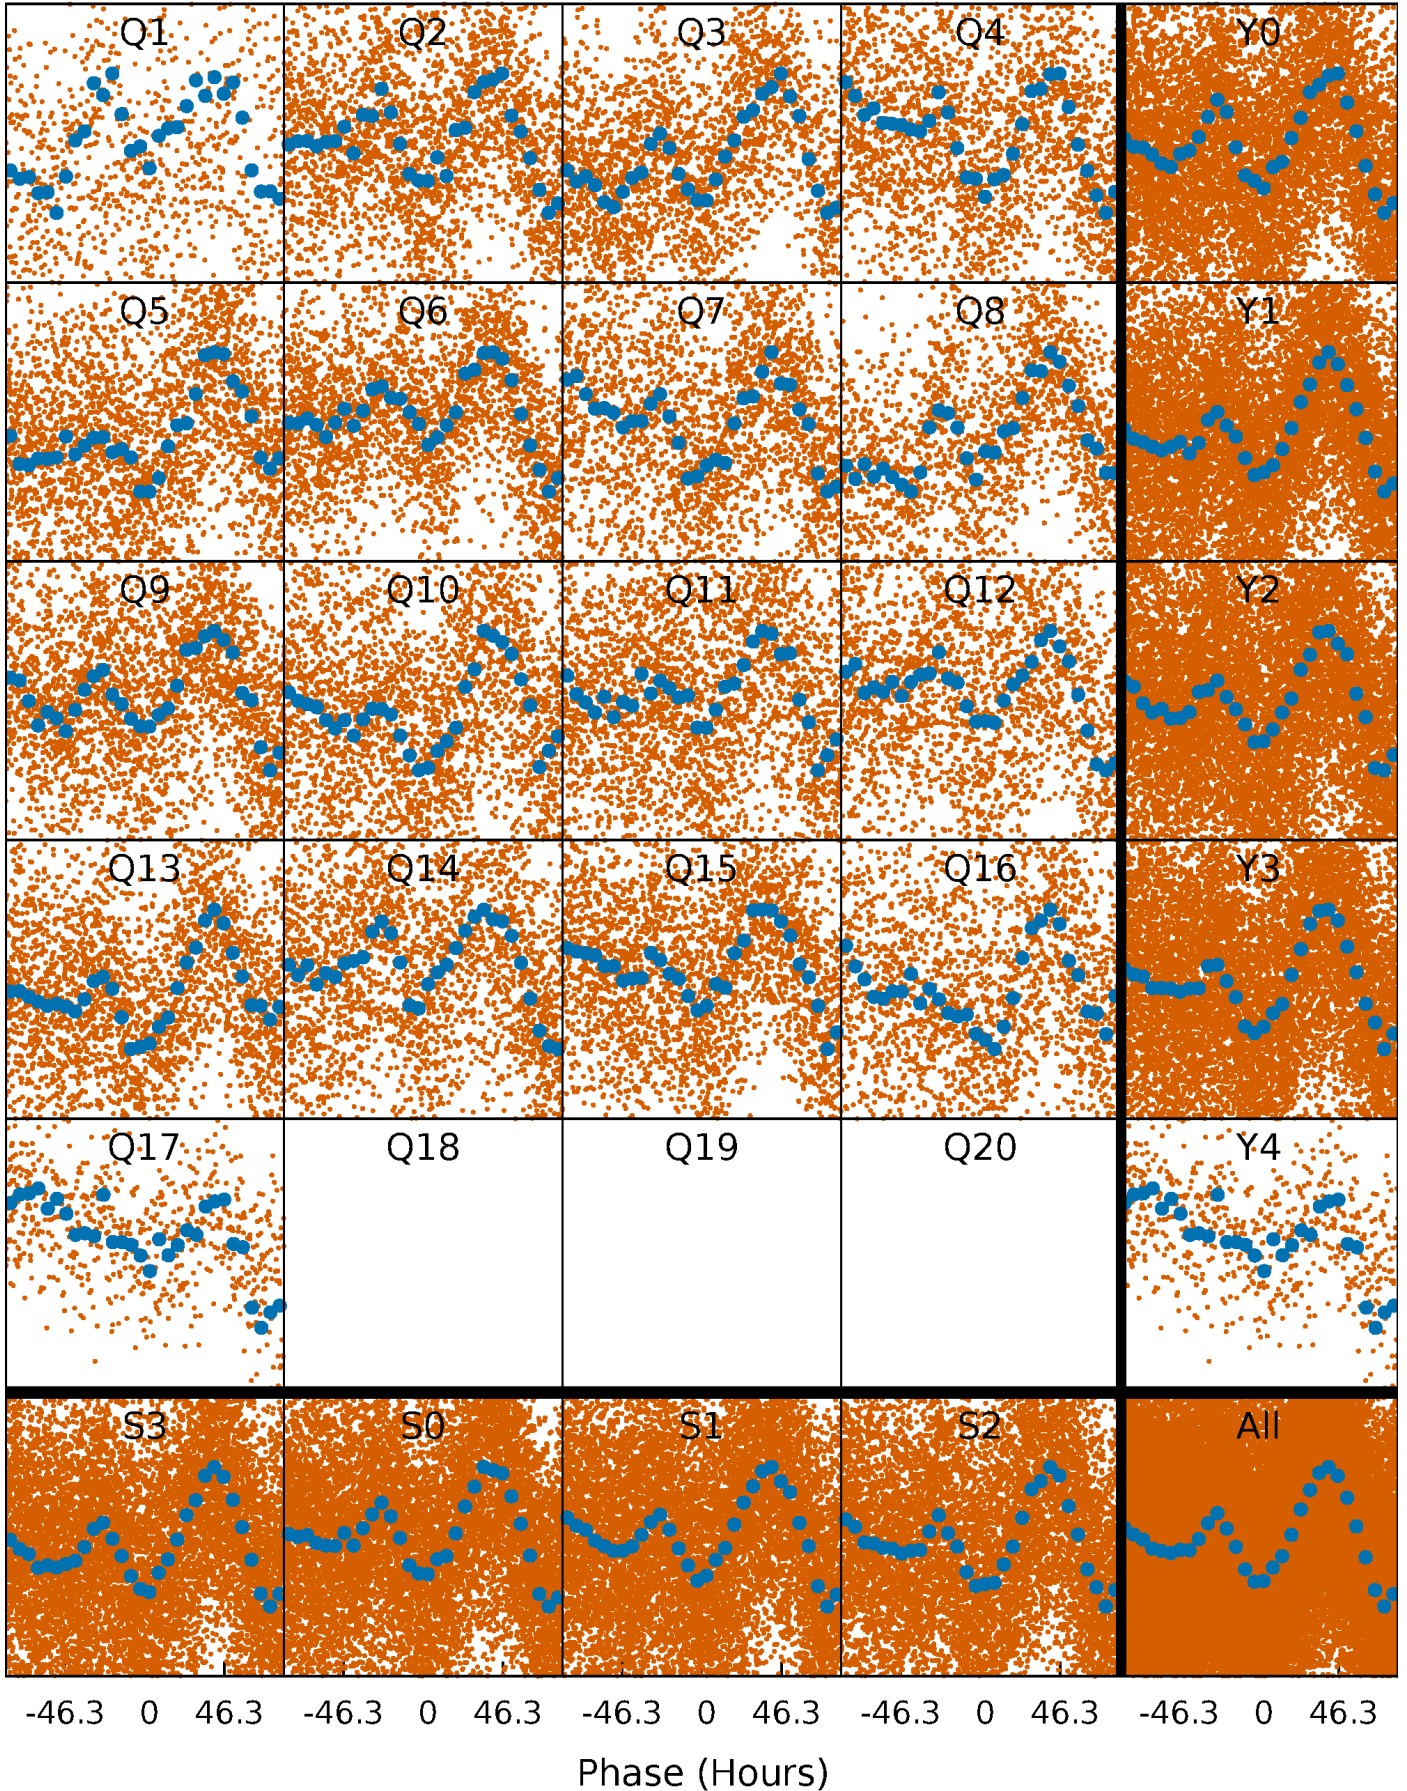 Q1 Q2 Q3 Q4 Y0
Q5 Q6 Q7 Q8 Y1
Q9 Q10 Q11 Q12 Y2
Q13 Q14 Q15 Q16 Y3
Q17 Q18 Q19 Q20 Y4
S3 S0 S1 S2 All
-46.3 0 46.3 -46.3 0 46.3 -46.3 0 46.3 -46.3 0 46.3 -46.3 0 46.3
Phase (Hours)